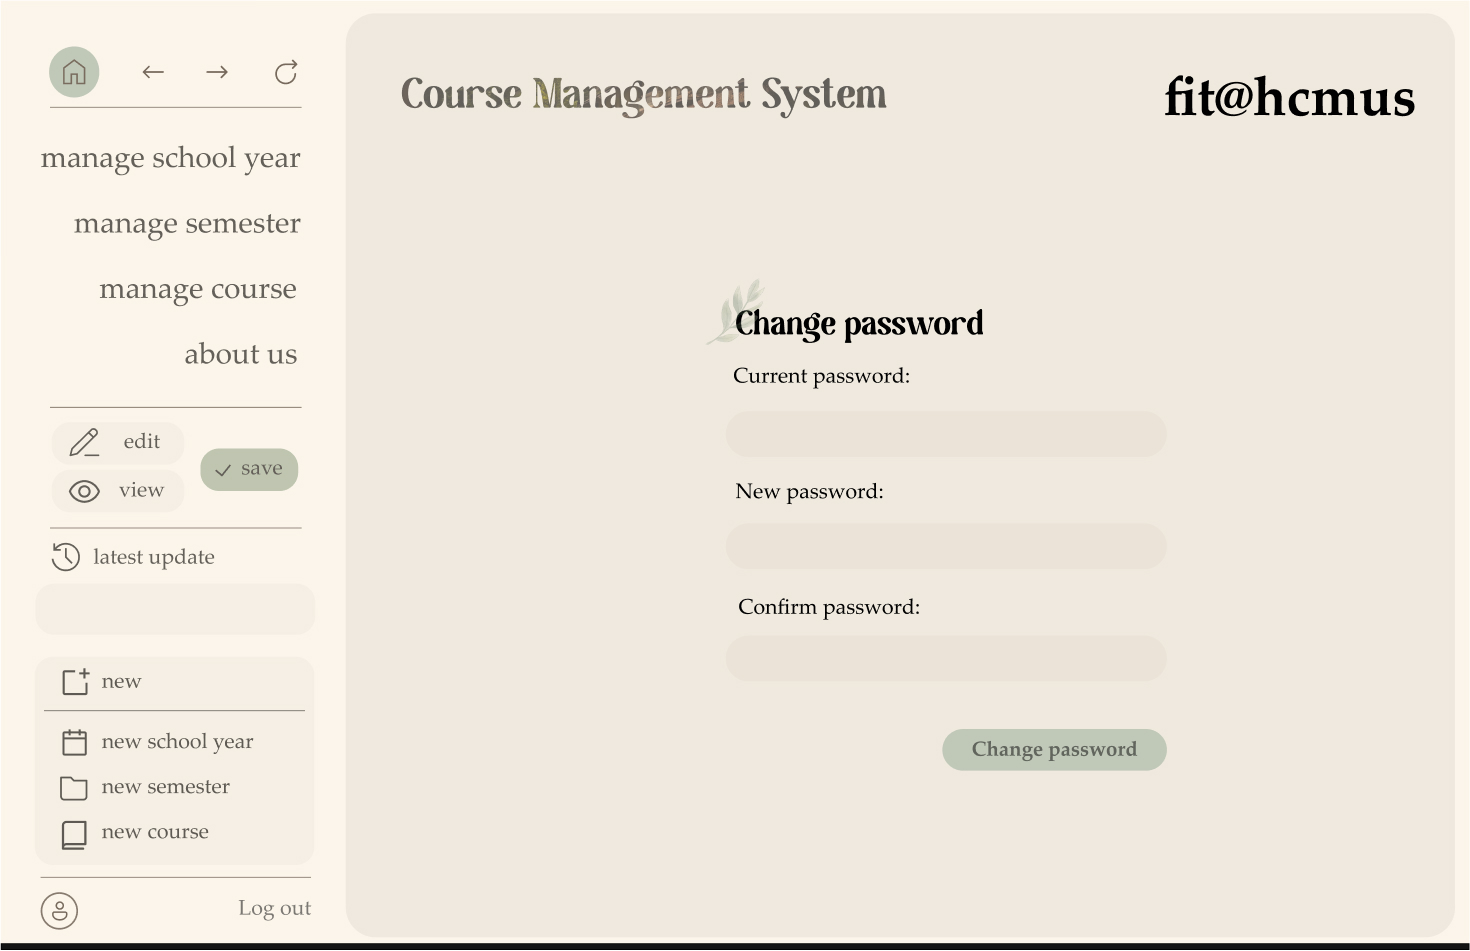 Course Management System
fit@hcmus
manage school year
manage semester
manage course
about us
edit
view
save
latest update
new
new school year
new semester
new course
Log out
Change password
Current password:
New password:
Confirm password:
Change password